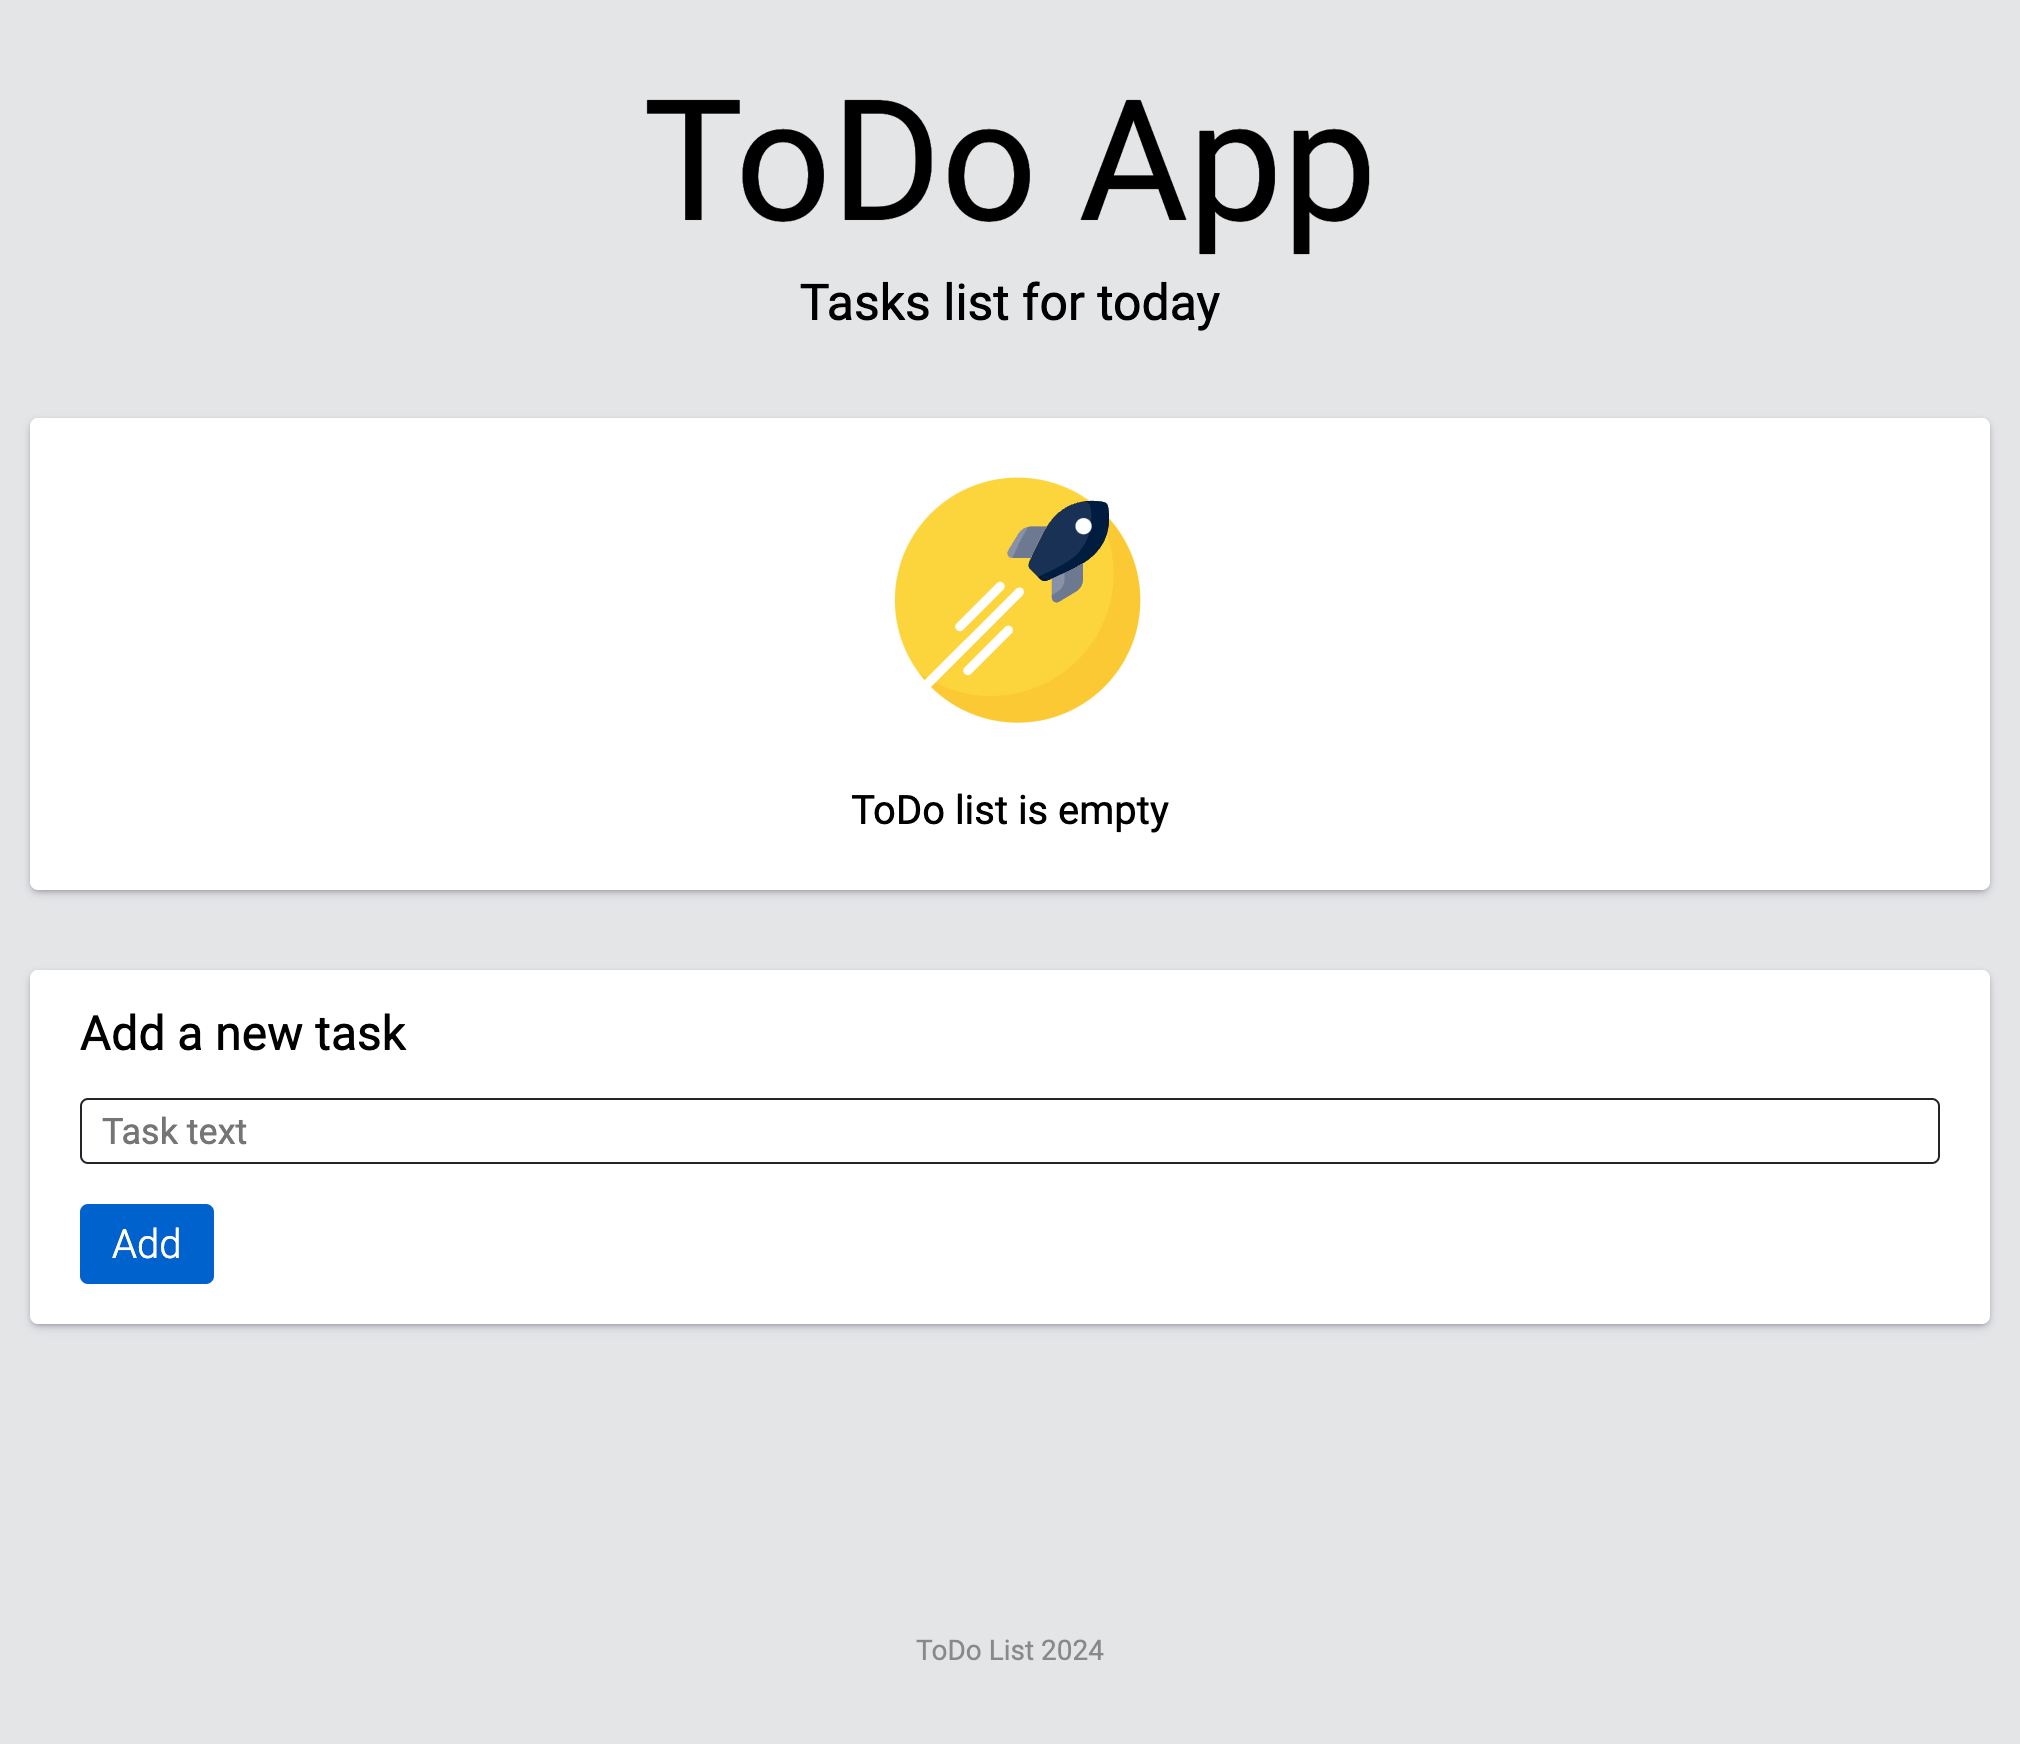 ToDo App
Tasks list for today
ToDo list is empty
Add a new task
Task text
Add
ToDo List 2024